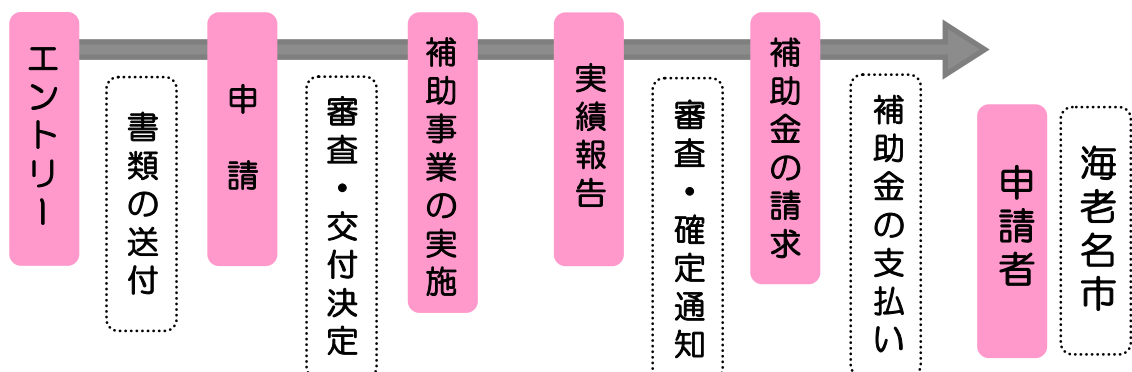 エントリー
書類の送付
申請
審査・交付決定
補助事業の実施
実績報告
審査・確定通知
補助金の請求
補助金の支払い
申請者
海老名市